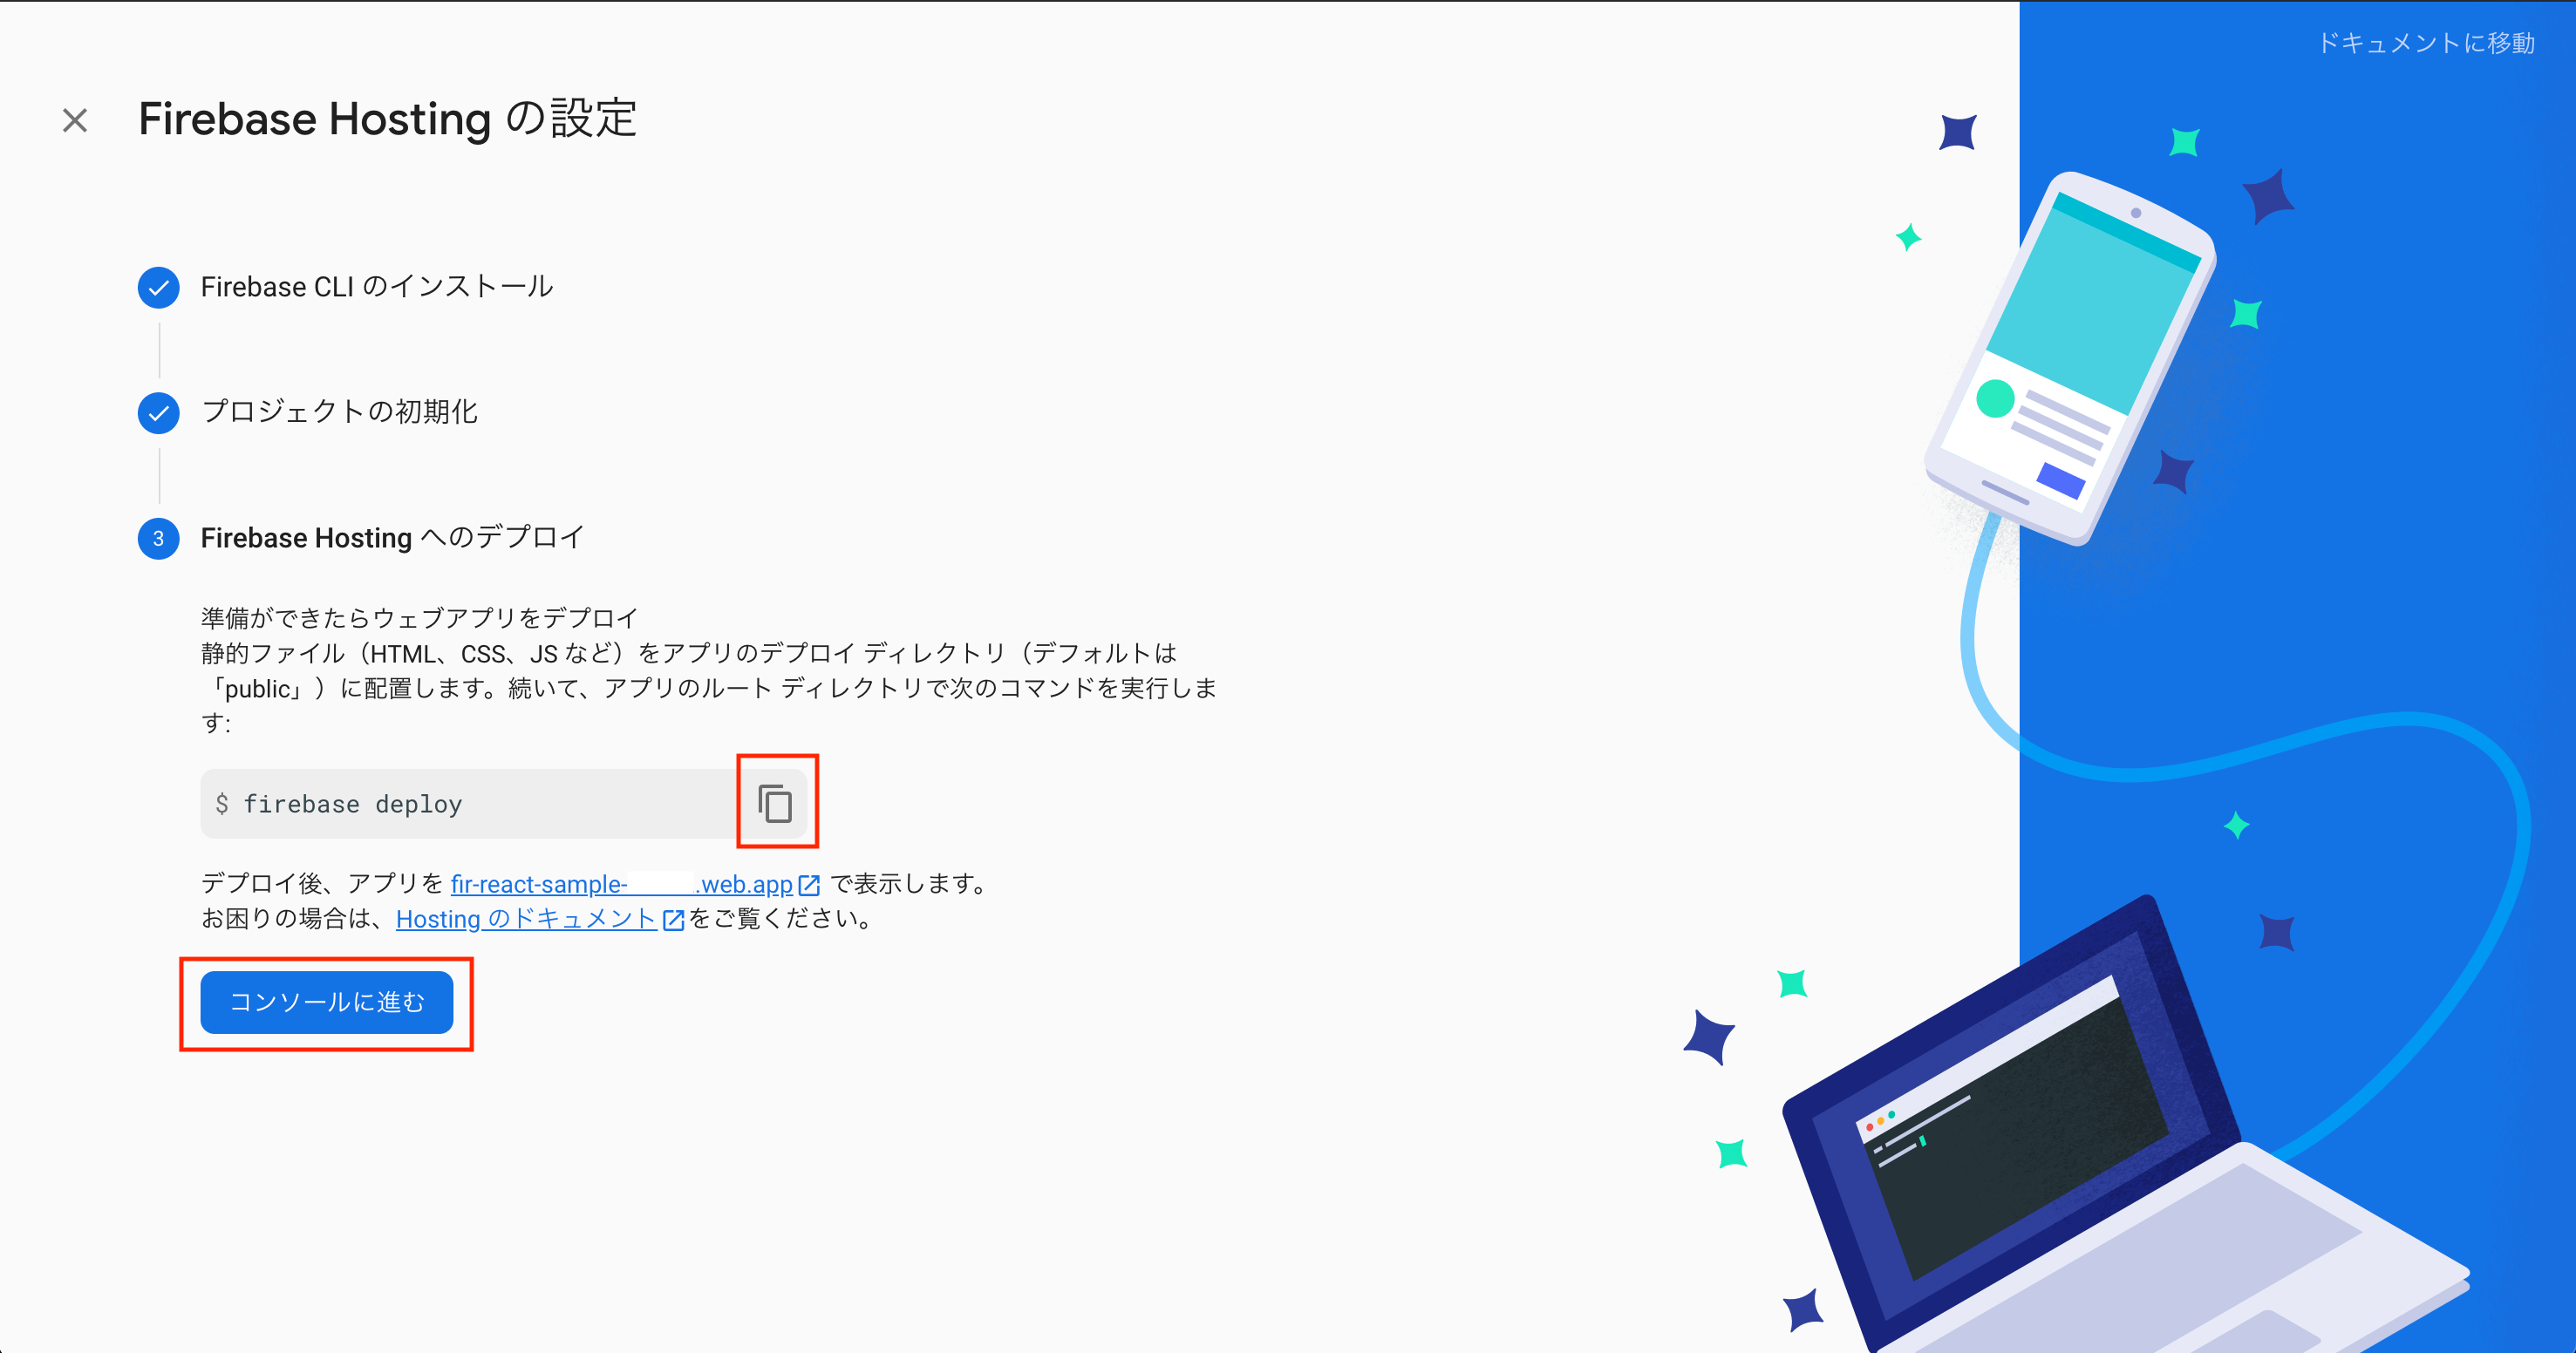 ドキュメントに移動
Firebase Hosting の設定
Firebase CLI のインストール
プロジェクトの初期化
3 Firebase Hosting へのデプロイ
準備ができたらウェブアプリをデプロイ
静的ファイル（HTML、CSS、JS など）をアプリのデプロイ ディレクトリ（デフォルトは
「public」）に配置します。続いて、アプリのルート ディレクトリで次のコマンドを実行しま
す:
$ firebase deploy
デプロイ後、アプリを fir-react-sample- .web.app で表示します。
お困りの場合は、Hosting のドキュメント をご覧ください。
コンソールに進む